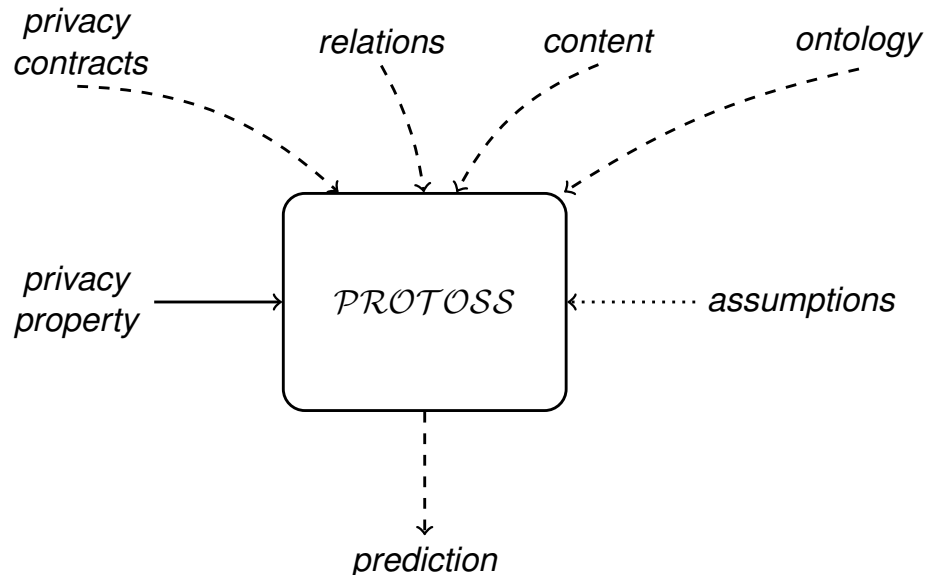 privacy
contracts
relations
content
ontology
privacy
property
PROTOSS
assumptions
prediction